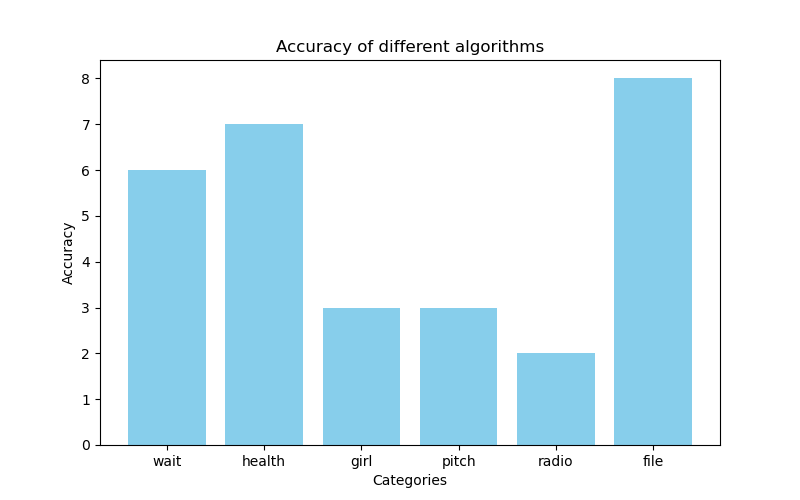 Accuracy of different algorithms
8
7
6
5
4
3
2
1
0
Accuracy
wait health girl pitch radio file
Categories